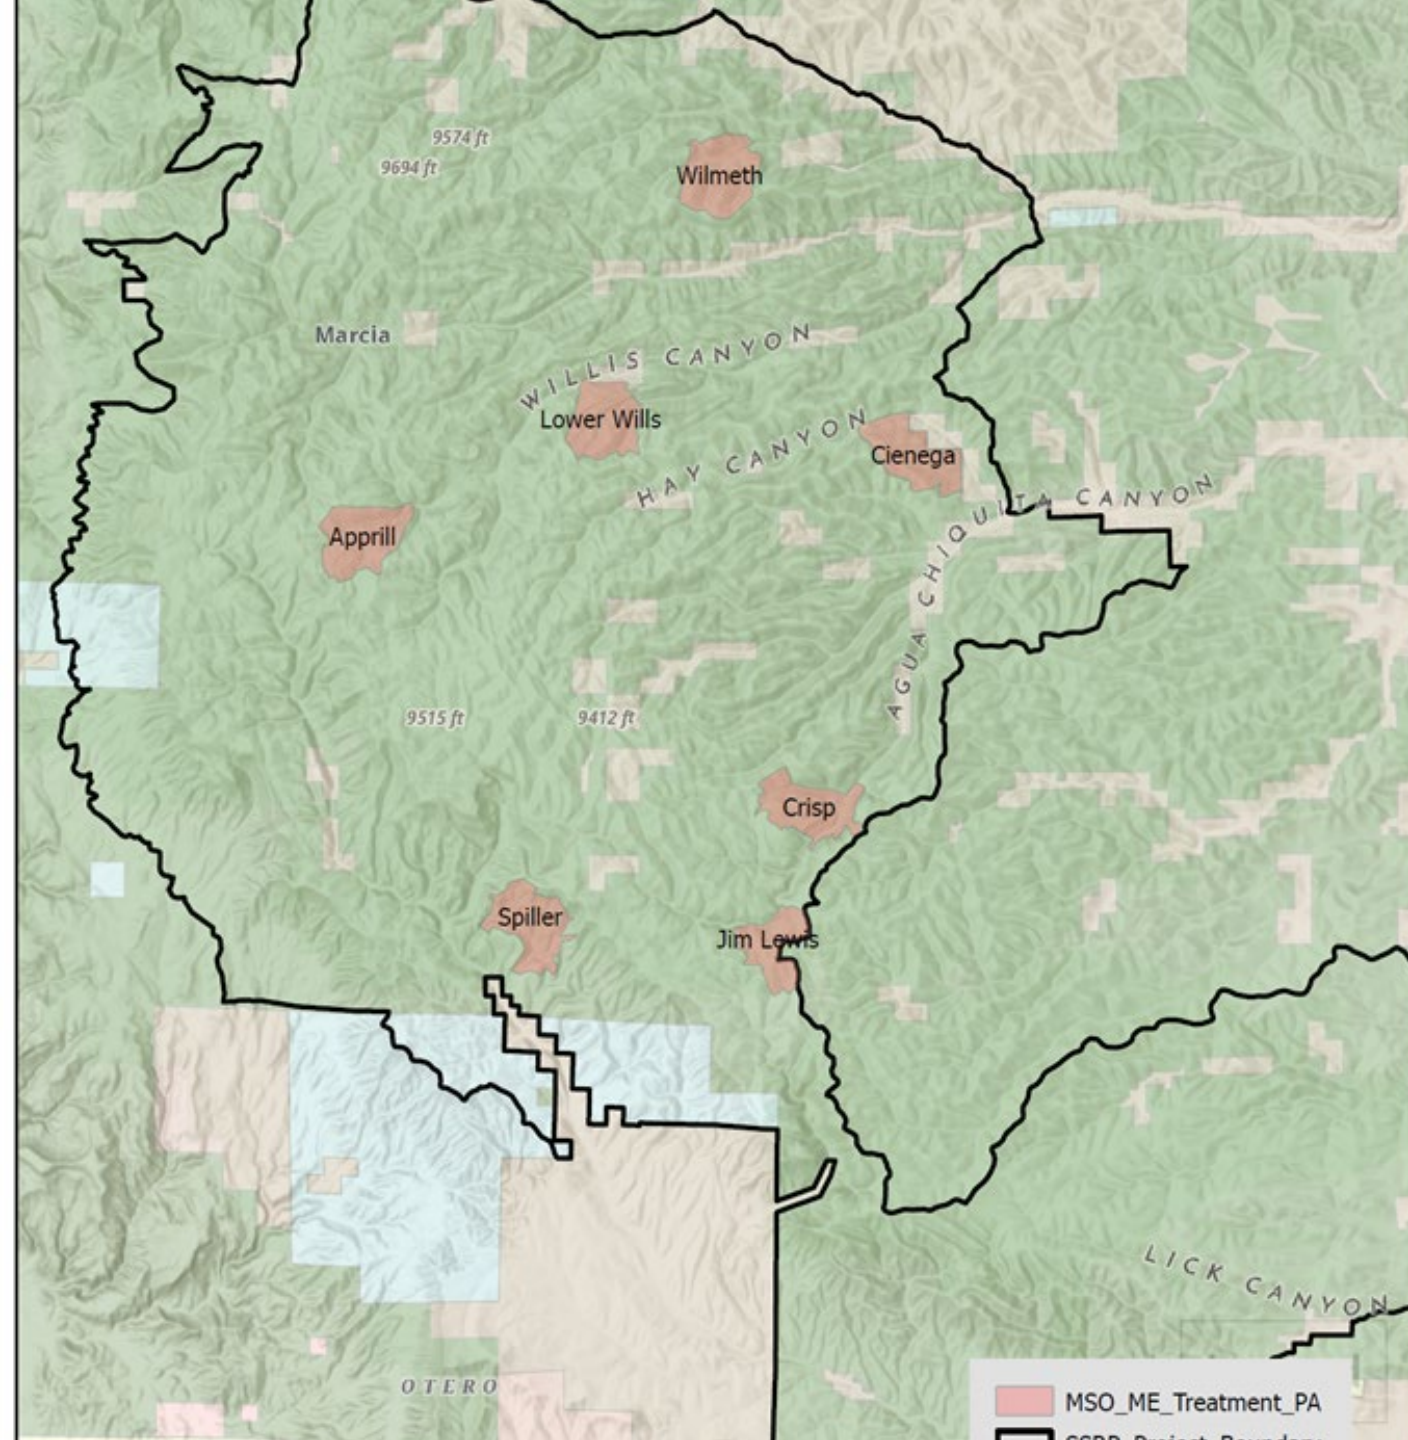 9574 ft
9694 ft
Wilmeth
Marcia
WILLIS CANYON
Lower Wills
HAY CANYON
Cienega
AGUA CHIQUITA CANYON
Apprill
9515 ft
9412 ft
Crisp
Spiller
Jim Lewis
LICK CANYON
OTERO
MSO_ME_Treatment_PA